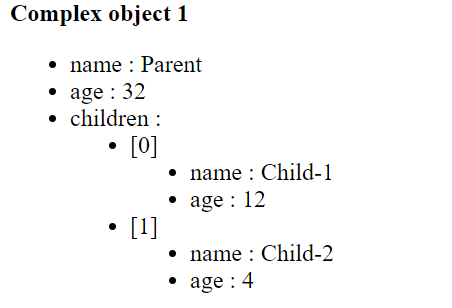 Complex object 1
• name : Parent
• age : 32
• children :
• [0]
• name : Child-1
• age : 12
• [1]
• name : Child-2
• age : 4